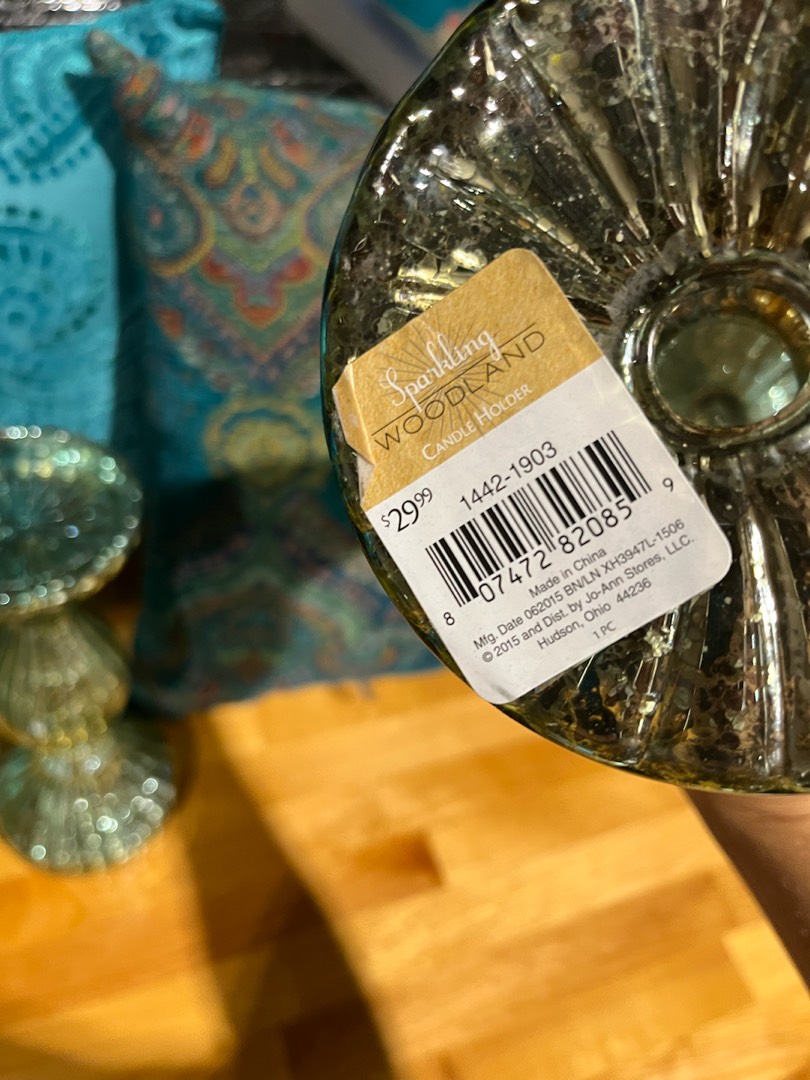 Sparkling
WOODLAND
CANDLE HOLDER
$29.99 1442-1903
8 07472 82085 9
Made in China
Mfg. Date 062015 BN/LN XH3947L-1506
© 2015 and Dist. by Jo-Ann Stores, LLC.
Hudson, Ohio 44236
1 PC